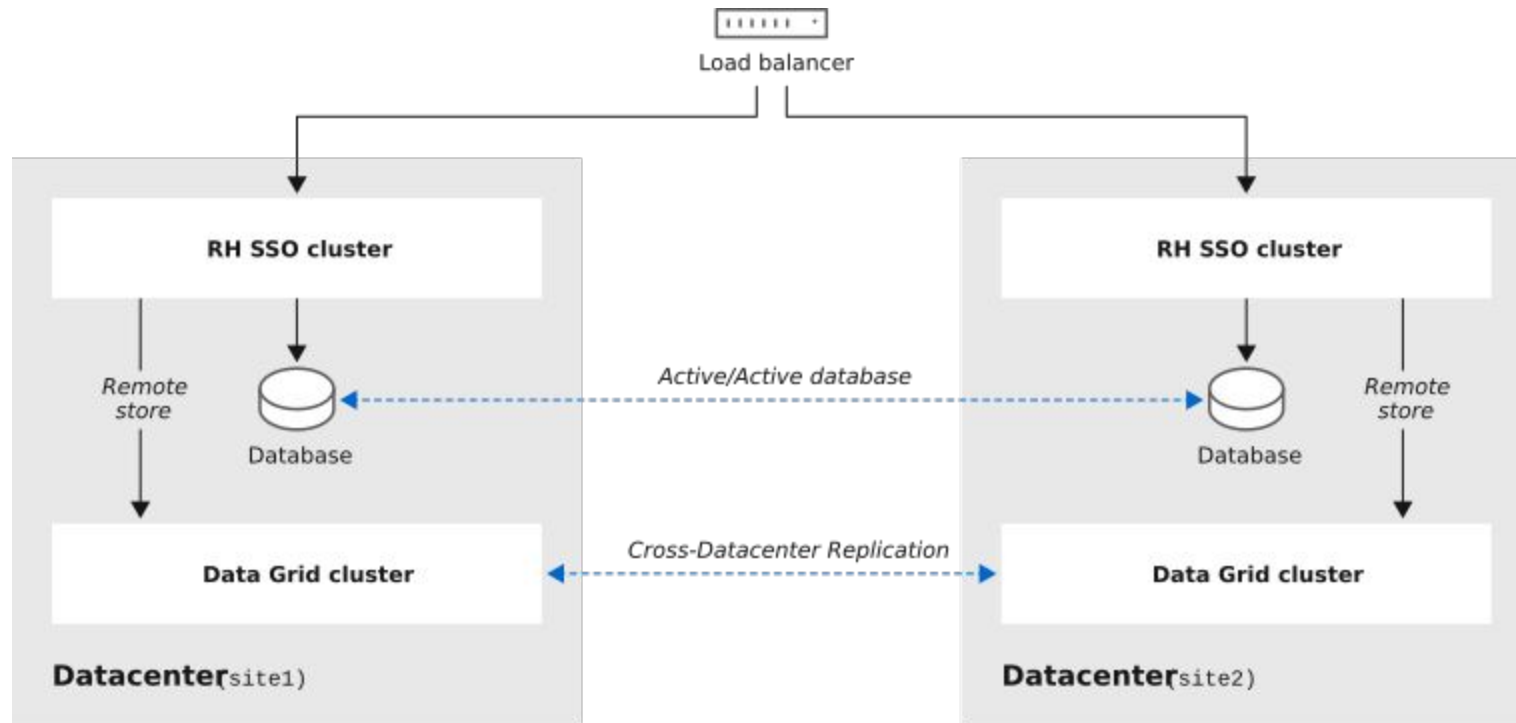 Load balancer
RH SSO cluster
RH SSO cluster
Remote
store
Database
Active/Active database
Database
Remote
store
Data Grid cluster
Cross-Datacenter Replication
Data Grid cluster
Datacenter(site1)
Datacenter(site2)